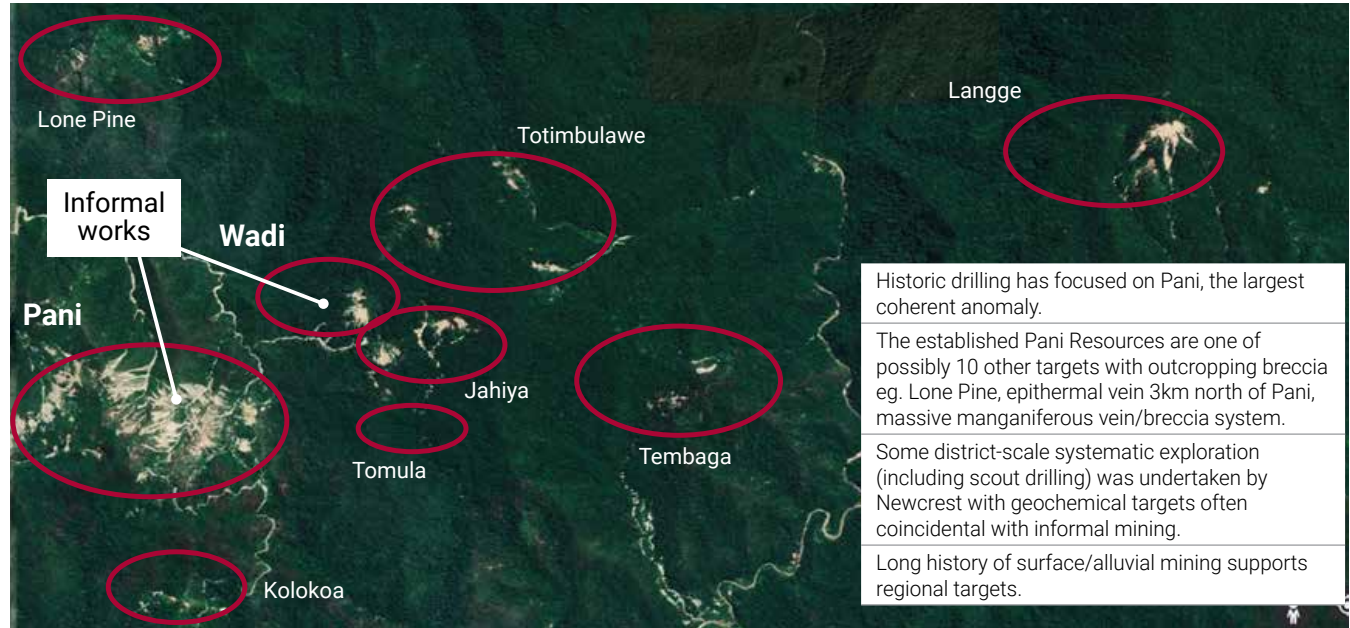 Lone Pine
Langge
Totimbulawe
Informal
works
Wadi
Pani
Jahiya
Tomula
Tembaga
Kolokoa
Historic drilling has focused on Pani, the largest
coherent anomaly.
The established Pani Resources are one of
possibly 10 other targets with outcropping breccia
eg. Lone Pine, epithermal vein 3km north of Pani,
massive manganiferous vein/breccia system.
Some district-scale systematic exploration
(including scout drilling) was undertaken by
Newcrest with geochemical targets often
coincidental with informal mining.
Long history of surface/alluvial mining supports
regional targets.